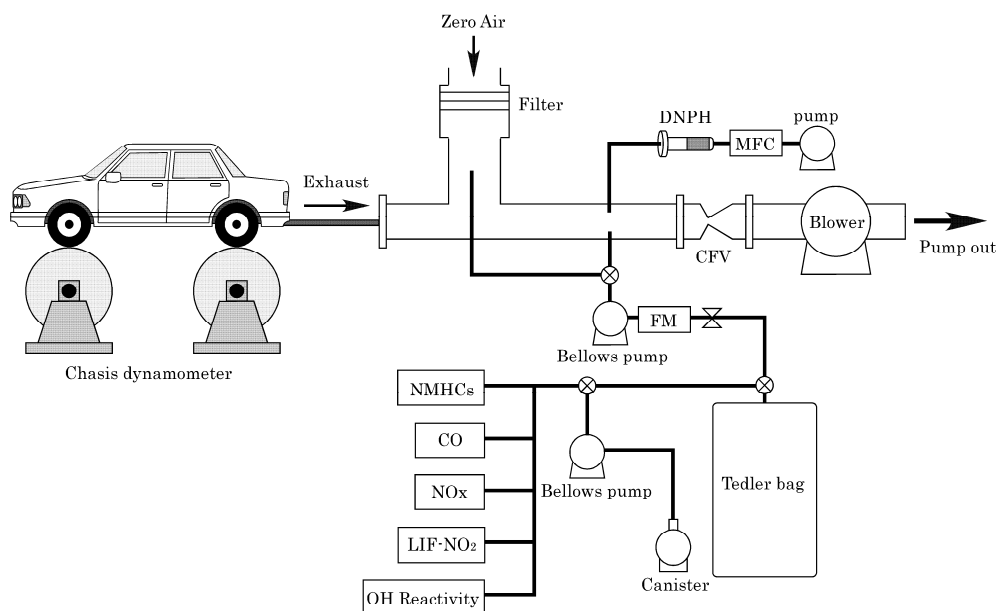 Zero Air
Filter
DNPH
pump
MFC
Exhaust
Blower
CFV
Pump out
FM
Bellows pump
Chasis dynamometer
NMHCs
CO
NOx
LIF-NO₂
OH Reactivity
Bellows pump
Canister
Tedler bag